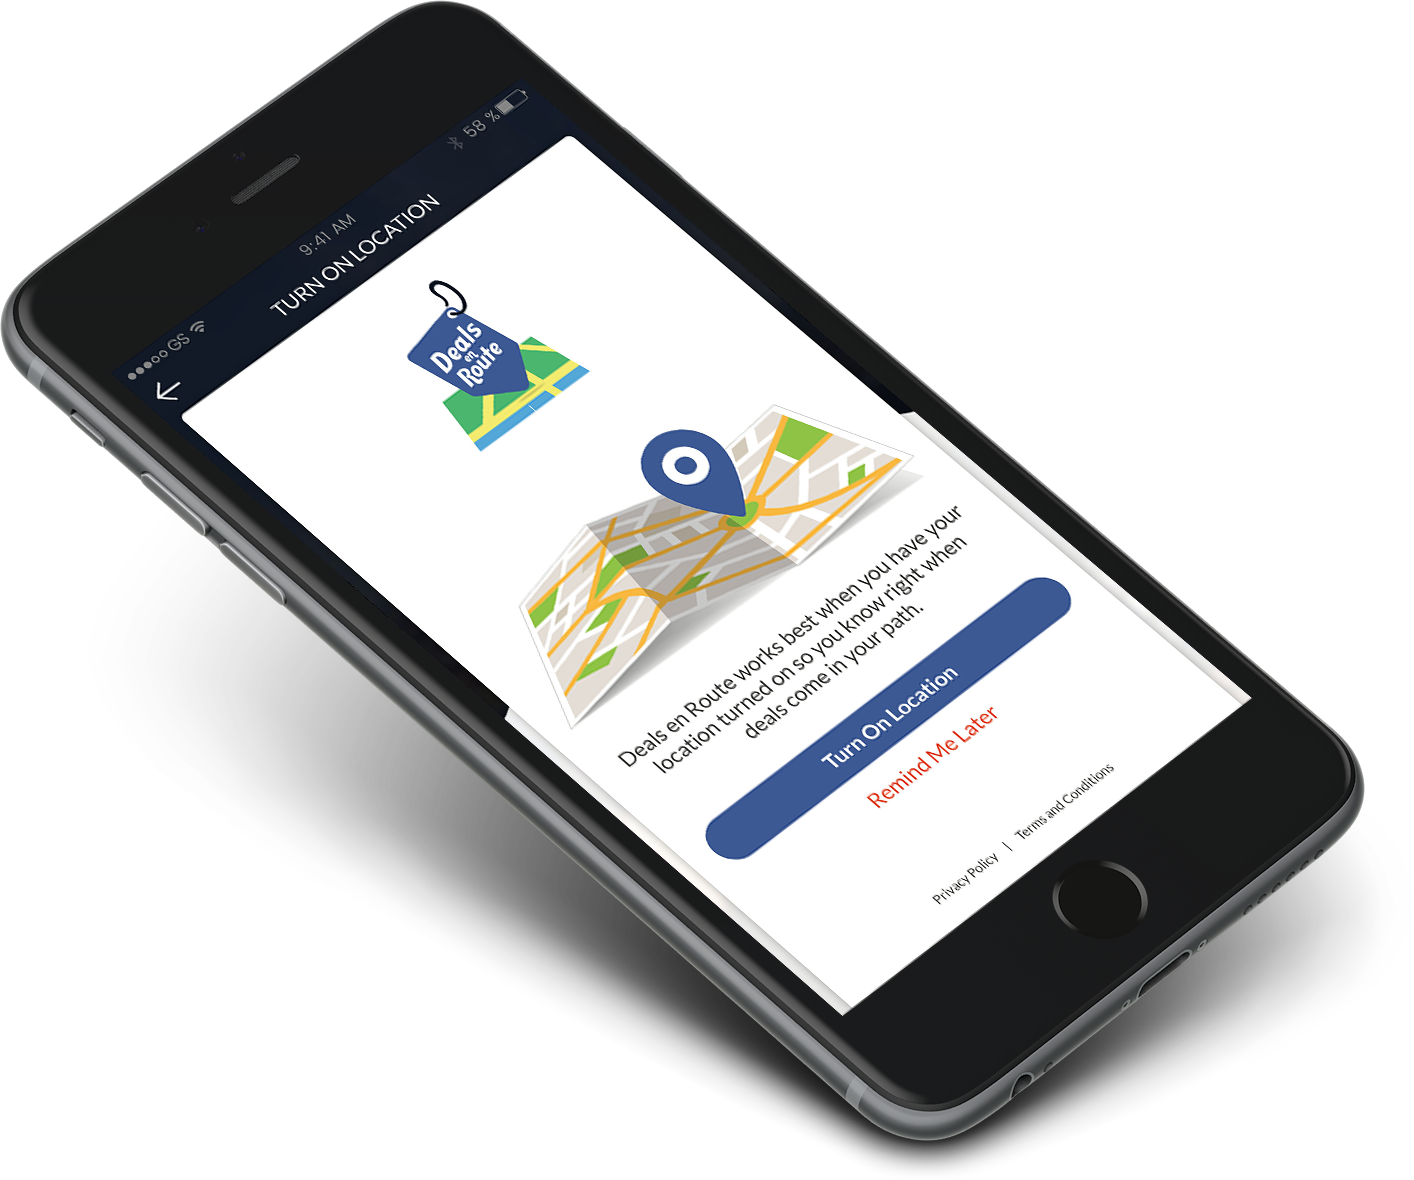 GS
9:41 AM
58 %
TURN ON LOCATION
Deals
en
Route
Deals en Route works best when you have your
location turned on so you know right when
deals come in your path.
Turn On Location
Remind Me Later
Privacy Policy | Terms and Conditions